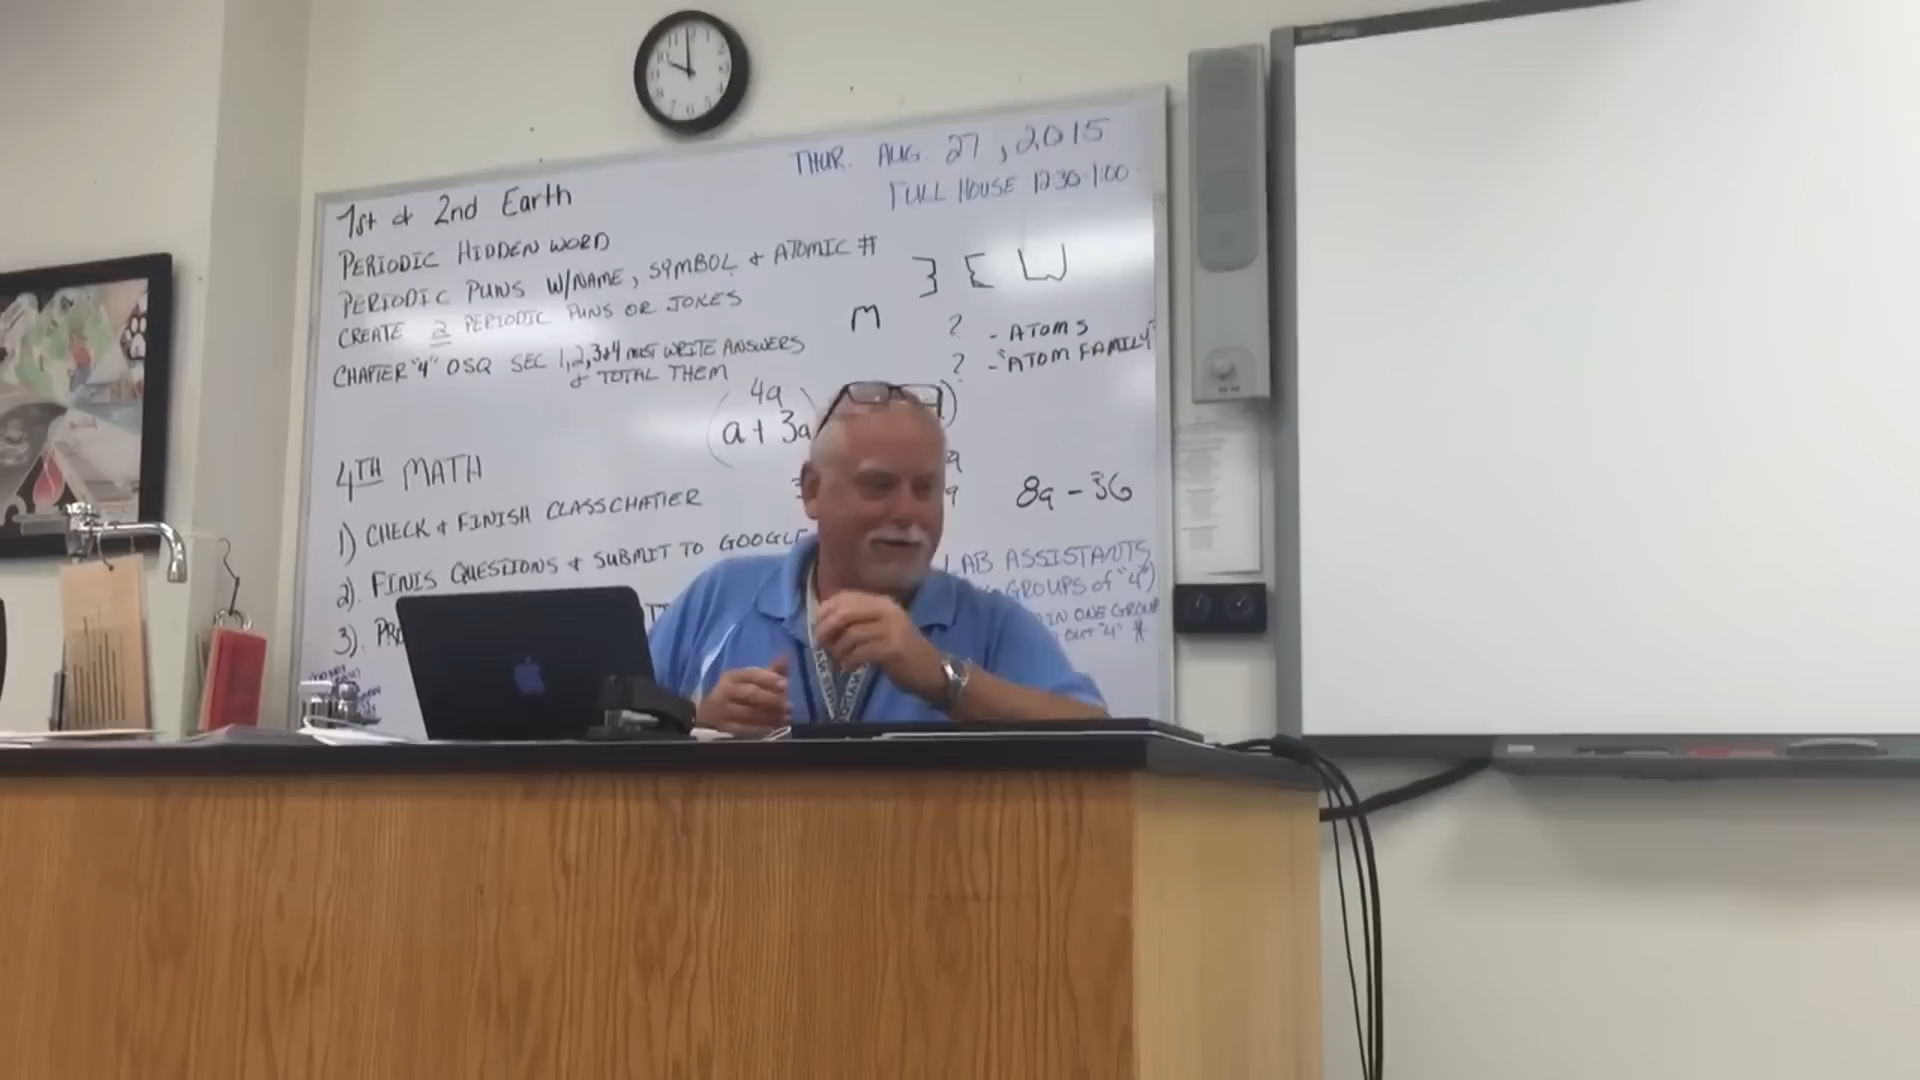 THUR. AUG. 27, 2015
FULL HOUSE 12:30-1:00
1st & 2nd Earth
PERIODIC HIDDEN WORD
PERIODIC PUNS W/NAME, SYMBOL & ATOMIC #
CREATE 2 PERIODIC PUNS OR JOKES
CHAPTER "4" OSQ SEC 1,2,3&4 MUST WRITE ANSWERS
& TOTAL THEM
M
? - ATOMS
? - "ATOM FAMILY"
4a
a + 3a
8a - 36
4TH MATH
1) CHECK & FINISH CLASSCHATTER
2). FINIS QUESTIONS & SUBMIT TO GOOGLE
3). PR
LAB ASSISTANTS
GROUPS of "4")
IN ONE GROUP
OUT "4" *